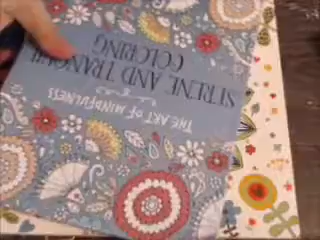 THE ART OF MINDFULNESS
SERENE AND TRANQUIL
COLORING